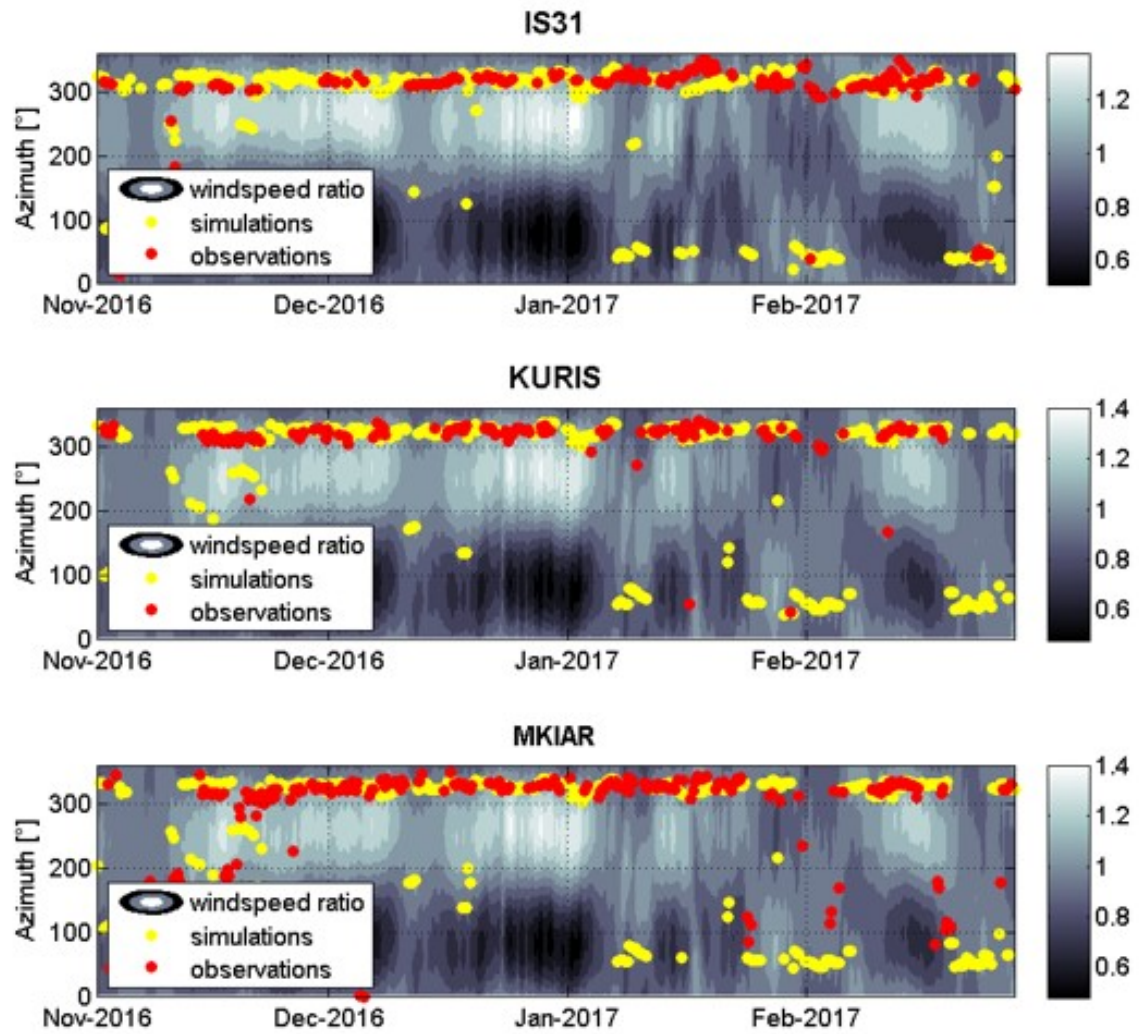 IS31
Azimuth [°]
300
200
100
0
windspeed ratio
simulations
observations
1.2
1
0.8
0.6
Nov-2016 Dec-2016 Jan-2017 Feb-2017
KURIS
Azimuth [°]
300
200
100
0
windspeed ratio
simulations
observations
1.4
1.2
1
0.8
0.6
Nov-2016 Dec-2016 Jan-2017 Feb-2017
MKIAR
Azimuth [°]
300
200
100
0
windspeed ratio
simulations
observations
1.4
1.2
1
0.8
0.6
Nov-2016 Dec-2016 Jan-2017 Feb-2017